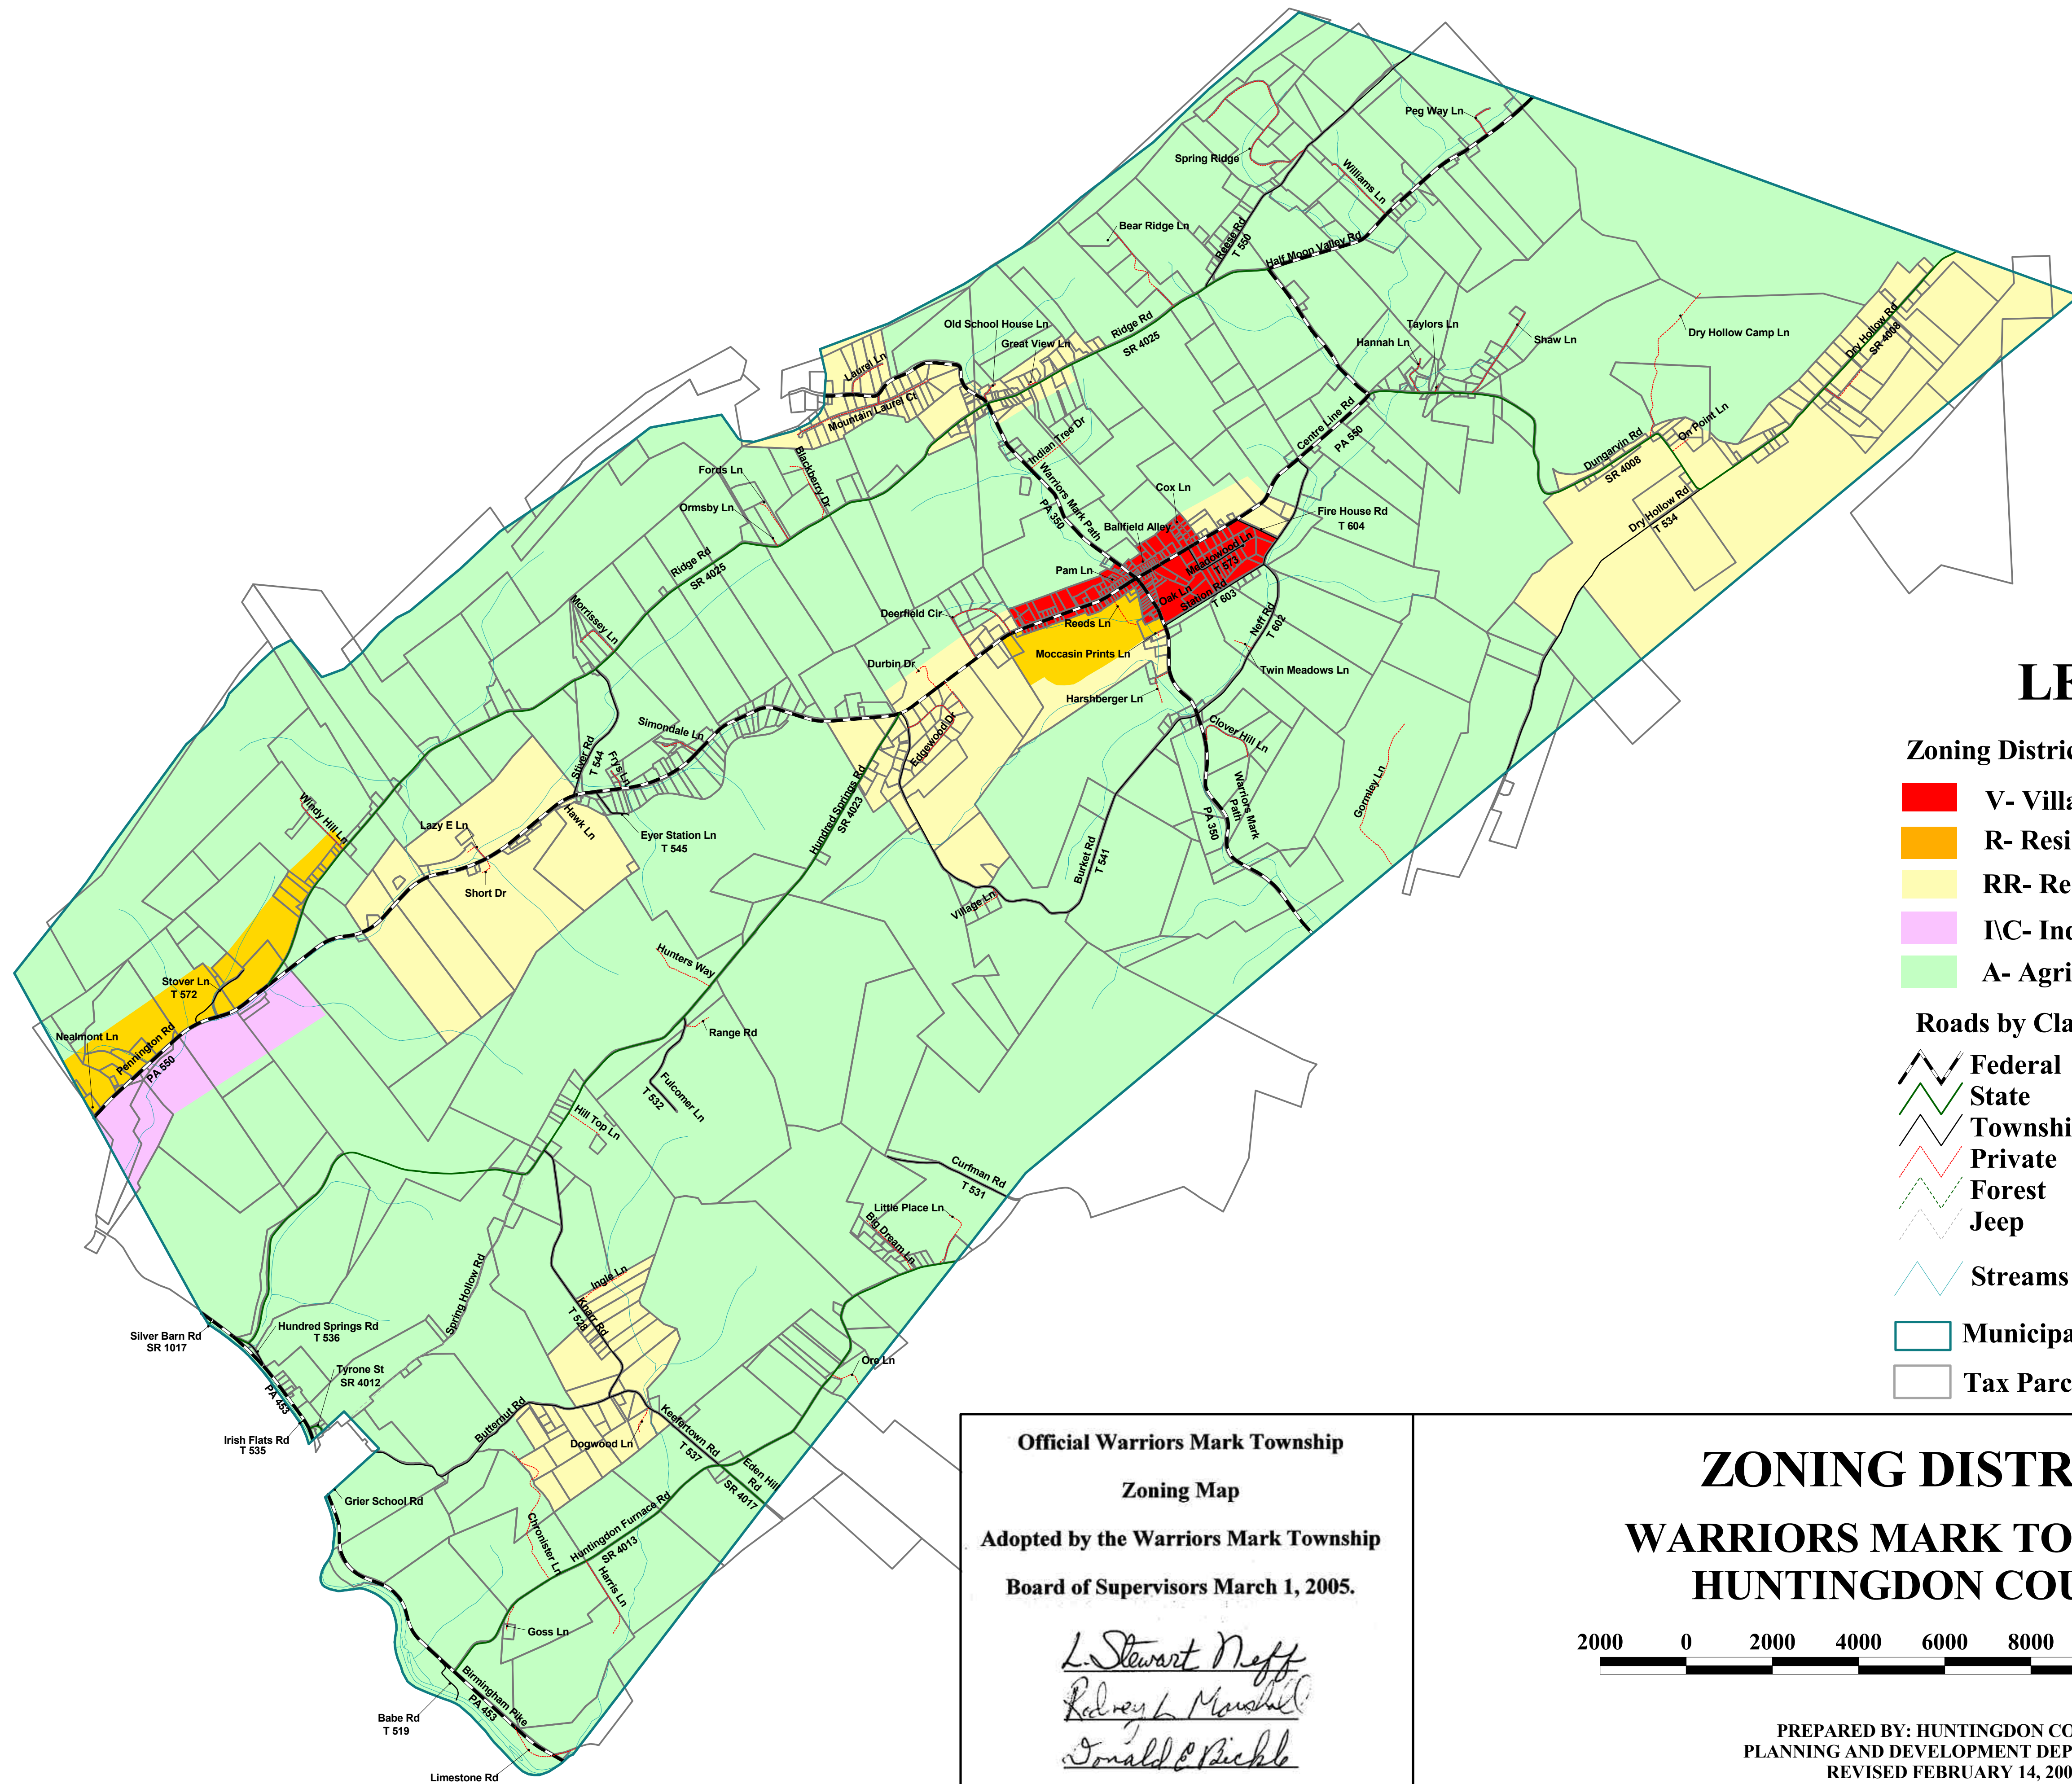 Peg Way Ln
Spring Ridge
Williams Ln
Bear Ridge Ln
Reese Rd
T 550
Half Moon Valley Rd
Old School House Ln
Great View Ln
Ridge Rd
SR 4025
Taylors Ln
Hannah Ln
Shaw Ln
Dry Hollow Camp Ln
Dry Hollow Rd
SR 4008
Laurel Ln
Mountain Laurel Ct
Indian Tree Dr
Centre Line Rd
PA 550
On Point Ln
Dungarvin Rd
SR 4008
Fords Ln
Blackberry Dr
Ormsby Ln
Warriors Mark Path
PA 350
Cox Ln
Ballfield Alley
Fire House Rd
T 604
Dry Hollow Rd
T 534
Ridge Rd
SR 4025
Pam Ln
Meadowood Ln
T 573
Oak Ln
Station Rd
T 603
Morrissey Ln
Deerfield Cir
Reeds Ln
Neff Rd
T 602
Durbin Dr
Moccasin Prints Ln
Twin Meadows Ln
Harshberger Ln
Simondale Ln
Edgewood Dr
Clover Hill Ln
Stiver Rd
T 544
Frys Ln
Hundred Springs Rd
SR 4023
Warriors Mark
Path
PA 350
Gormley Ln
Windy Hill Ln
Lazy E Ln
Hawk Ln
Eyer Station Ln
T 545
Short Dr
Burket Rd
T 541
Village Ln
Hunters Way
Stover Ln
T 572
Nealmont Ln
Pennington Rd
PA 550
Range Rd
Fulcomer Ln
T 532
Hill Top Ln
Curfman Rd
T 531
Little Place Ln
Big Dream Ln
Spring Hollow Rd
Ingle Ln
Knarr Rd
T 528
Silver Barn Rd
SR 1017
Hundred Springs Rd
T 536
Tyrone St
SR 4012
PA 453
Irish Flats Rd
T 535
Ore Ln
Butternut Rd
Dogwood Ln
Keefertown Rd
T 537
Eden Hill
Rd
SR 4017
Grier School Rd
Chronister Ln
Huntingdon Furnace Rd
SR 4013
Harris Ln
Goss Ln
Birmingham Pike
PA 453
Babe Rd
T 519
Limestone Rd
LE
Zoning Distric
V- Villa
R- Resi
RR- Re
I\C- Ind
A- Agri
Roads by Cla
Federal
State
Townshi
Private
Forest
Jeep
Streams
Municipa
Tax Parc
Official Warriors Mark Township
Zoning Map
Adopted by the Warriors Mark Township
Board of Supervisors March 1, 2005.
L. Stewart Neff
Rodney L Marshall
Donald E Bickle
ZONING DISTR
WARRIORS MARK TO
HUNTINGDON COU
2000 0 2000 4000 6000 8000
PREPARED BY: HUNTINGDON CO
PLANNING AND DEVELOPMENT DEP
REVISED FEBRUARY 14, 200